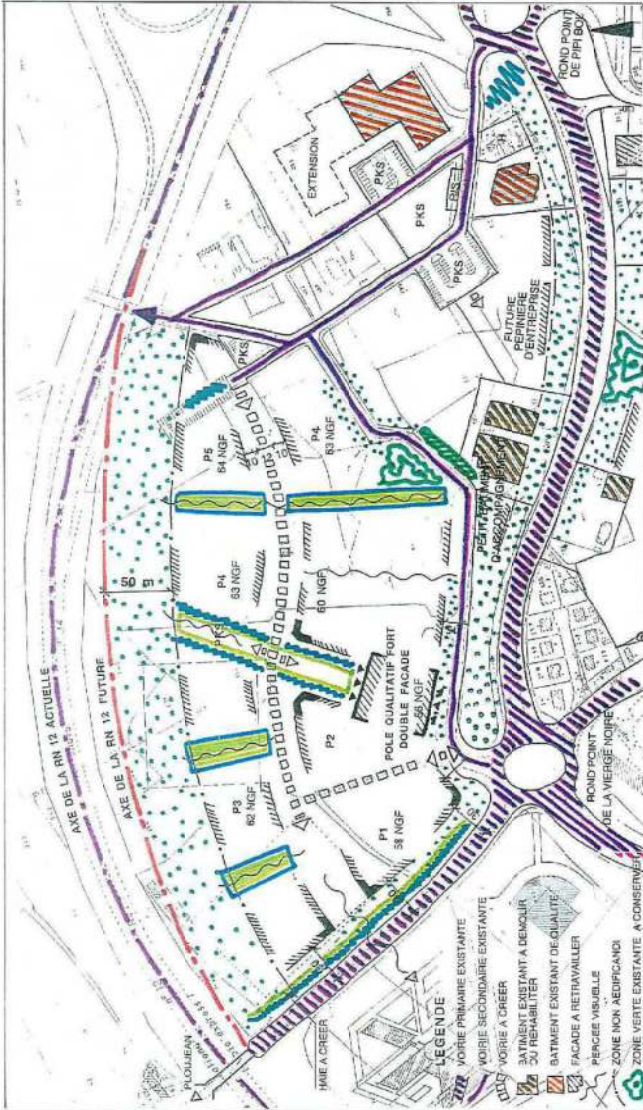 AXE DE LA RN 12 ACTUELLE
AXE DE LA RN 12 FUTURE
50 m
PLOUJEAN
HAIE A CREER
P3
62 NGF
P4
63 NGF
P5
64 NGF
PKS
P1
58 NGF
P2
60 NGF
P4
63 NGF
POLE QUALITATIF FORT
DOUBLE FACADE
56 NGF
EXTENSION
PKS
PKS
PKS
FUTURE
PEPINIERE
D'ENTREPRISE
PETIT BATIMENT
D'ACCOMPAGNEMENT
ROND POINT
DE PIPI BOL
ROND POINT
DE LA VIERGE NOIRE
LEGENDE
VOIRIE PRIMAIRE EXISTANTE
VOIRIE SECONDAIRE EXISTANTE
VOIRIE A CREER
BATIMENT EXISTANT A DEMOLIR
OU REHABILITER
BATIMENT EXISTANT DE QUALITE
FACADE A RETRAVAILLER
PERCEE VISUELLE
ZONE NON AEDIFICANDI
ZONE VERTE EXISTANTE A CONSERVER